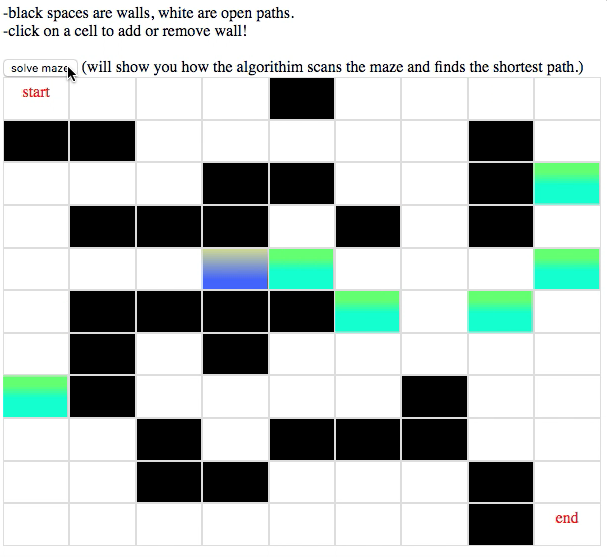 -black spaces are walls, white are open paths.
-click on a cell to add or remove wall!
solve maze (will show you how the algorithim scans the maze and finds the shortest path.)
start
end